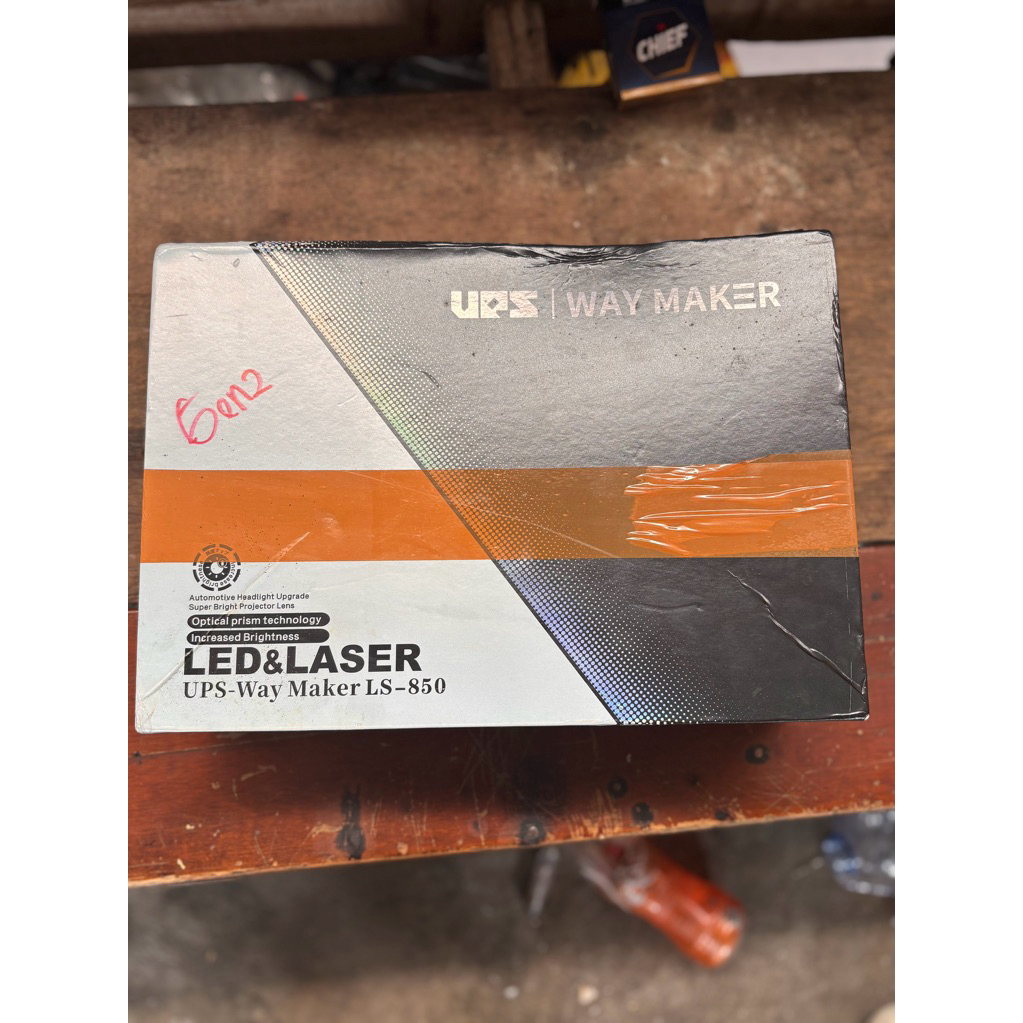 CHIEF
UPS | WAY MAKER
Gen2
Automotive Headlight Upgrade
Super Bright Projector Lens
Optical prism technology
Increased Brightness
LED&LASER
UPS-Way Maker LS-850